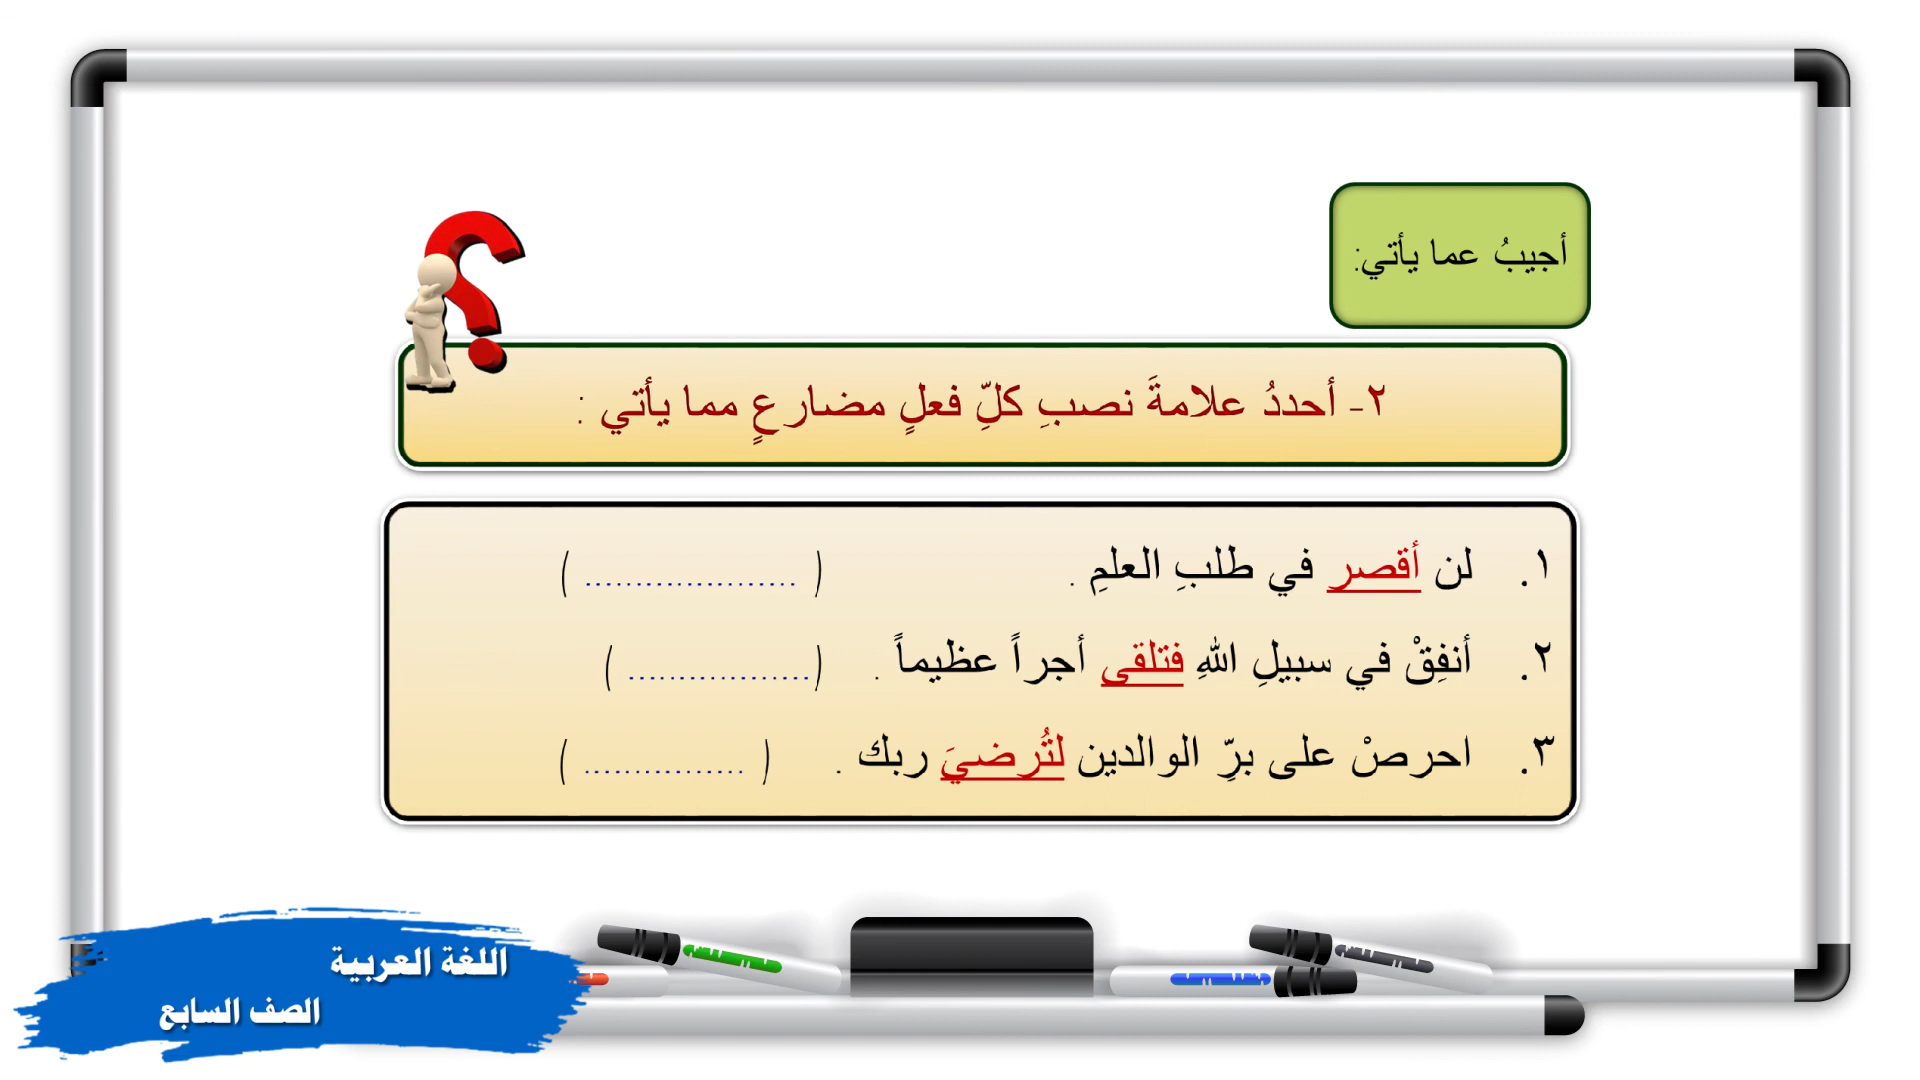 أجيبُ عما يأتي:
٢- أحددُ علامةَ نصبِ كلِّ فعلٍ مضارعٍ مما يأتي :
١. لن أقصر في طلبِ العلمِ . ( ..................... )
٢. أنفِقْ في سبيلِ اللهِ فتلقى أجراً عظيماً . (.................. )
٣. احرصْ على برِّ الوالدين لتُرضيَ ربك . ( ................ )
اللغة العربية
الصف السابع